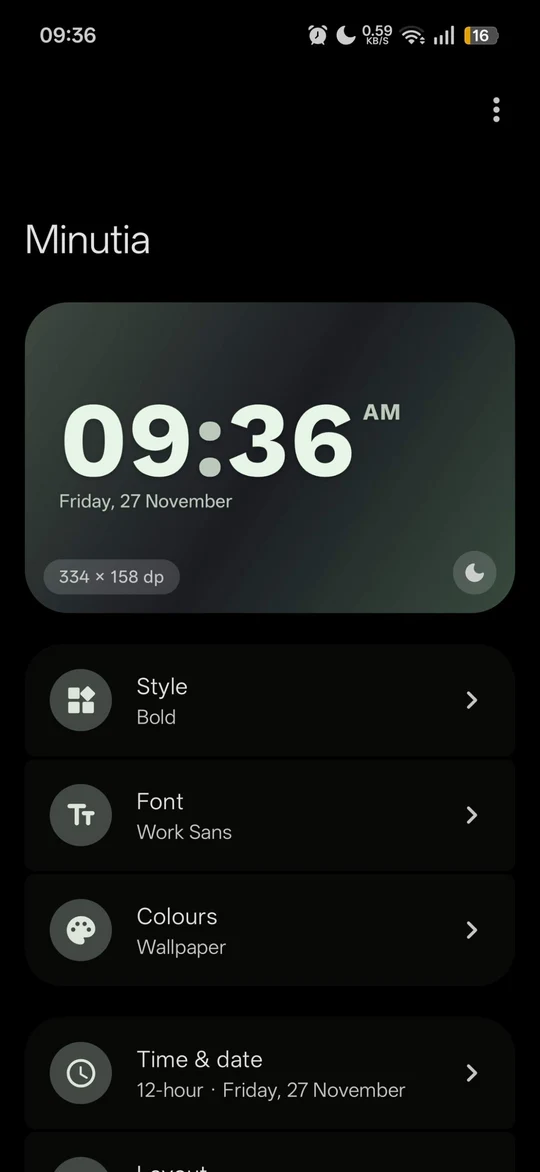 09:36
0.59
KB/S
16
Minutia
09:36 AM
Friday, 27 November
334 × 158 dp
Style
Bold
Font
Work Sans
Colours
Wallpaper
Time & date
12-hour · Friday, 27 November
Layout